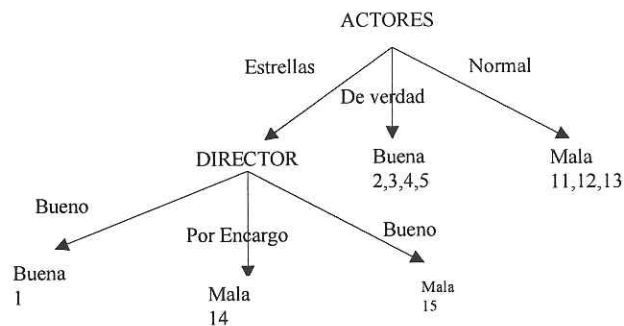 ACTORES
Estrellas
De verdad
Normal
DIRECTOR
Buena
2,3,4,5
Mala
11,12,13
Bueno
Por Encargo
Bueno
Buena
1
Mala
14
Mala
15